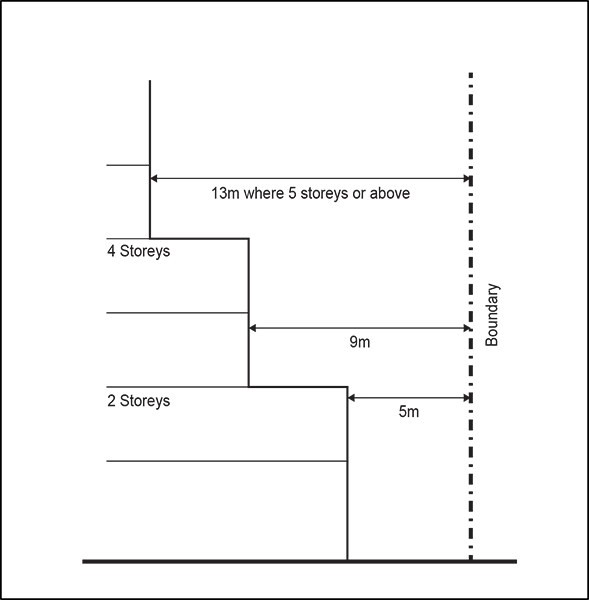 13m where 5 storeys or above
4 Storeys
Boundary
9m
2 Storeys
5m